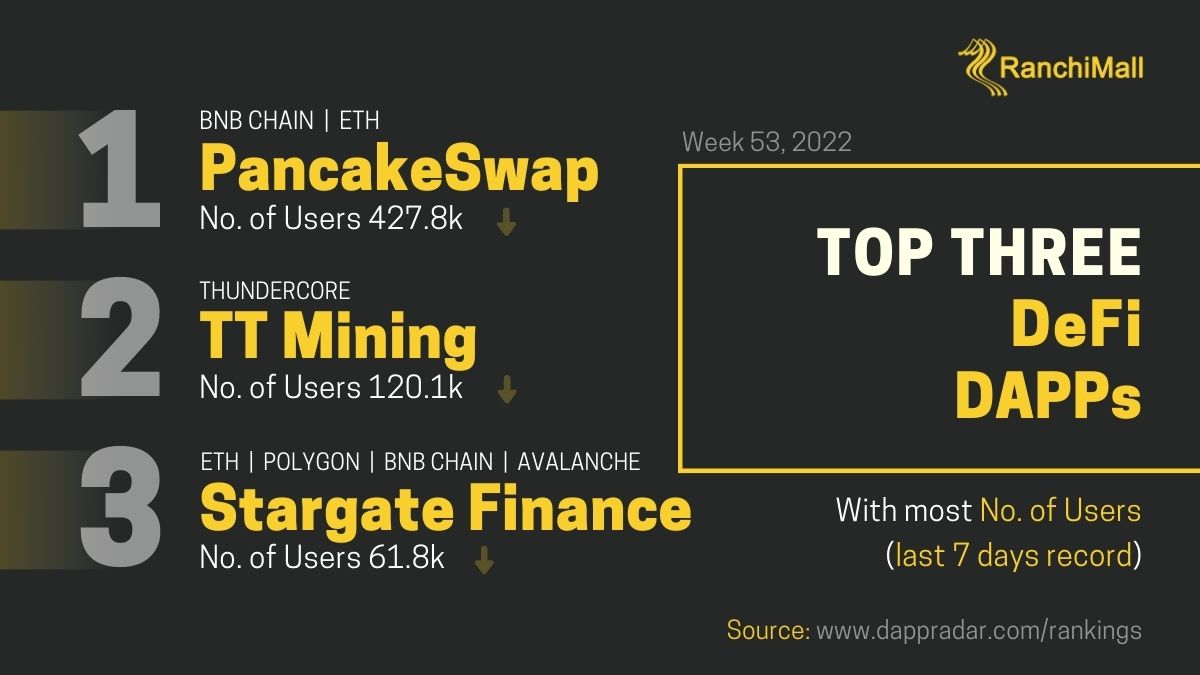 RanchiMall
1
BNB CHAIN | ETH
PancakeSwap
No. of Users 427.8k
2
THUNDERCORE
TT Mining
No. of Users 120.1k
3
ETH | POLYGON | BNB CHAIN | AVALANCHE
Stargate Finance
No. of Users 61.8k
Week 53, 2022
TOP THREE
DeFi
DAPPs
With most No. of Users
(last 7 days record)
Source: www.dappradar.com/rankings